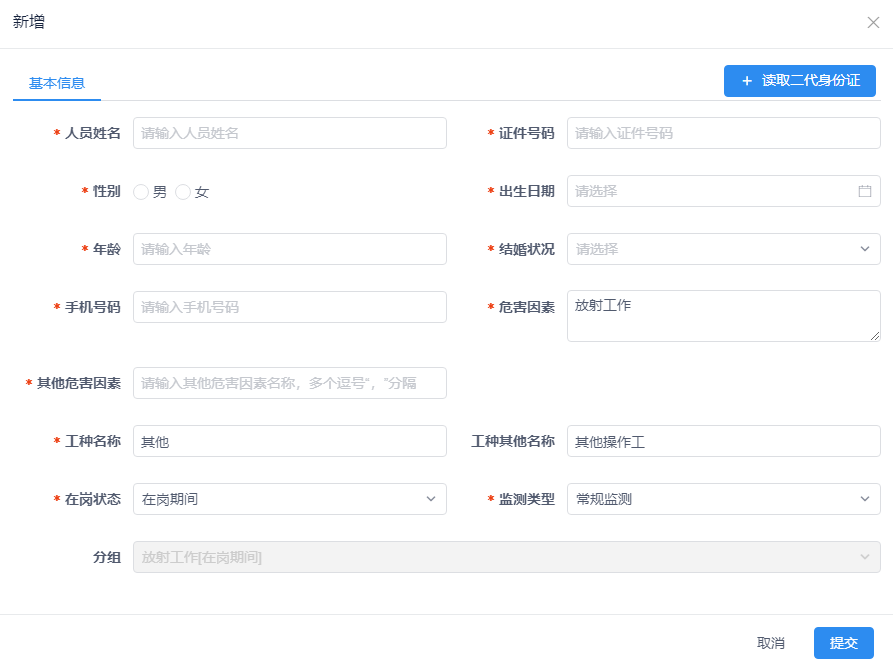 新增
基本信息
+ 读取二代身份证
* 人员姓名 请输入人员姓名 * 证件号码 请输入证件号码
* 性别 男 女 * 出生日期 请选择
* 年龄 请输入年龄 * 结婚状况 请选择
* 手机号码 请输入手机号码 * 危害因素 放射工作
* 其他危害因素 请输入其他危害因素名称，多个逗号"，"分隔
* 工种名称 其他 工种其他名称 其他操作工
* 在岗状态 在岗期间 * 监测类型 常规监测
分组 放射工作[在岗期间]
取消 提交